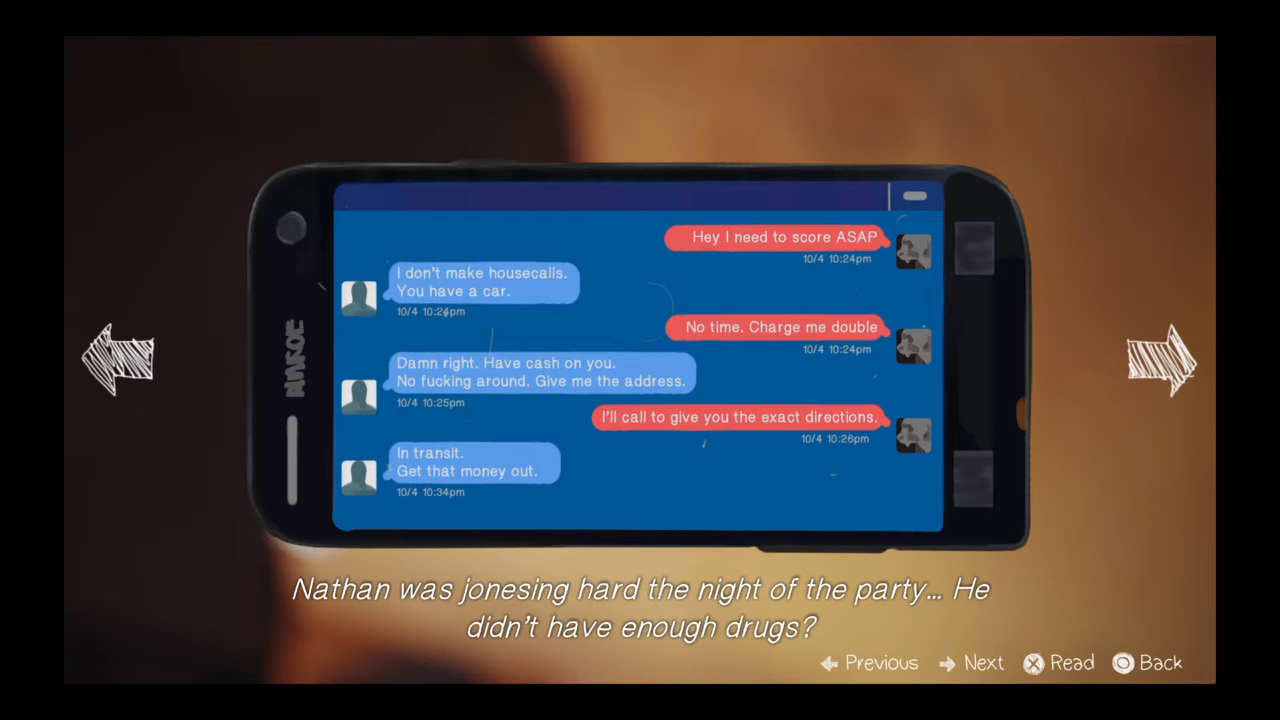 Hey I need to score ASAP
10/4 10:24pm
I don't make housecalls.
You have a car.
10/4 10:24pm
No time. Charge me double
10/4 10:24pm
Damn right. Have cash on you.
No fucking around. Give me the address.
10/4 10:25pm
I'll call to give you the exact directions.
10/4 10:26pm
In transit.
Get that money out.
10/4 10:34pm
Nathan was jonesing hard the night of the party... He
didn't have enough drugs?
Previous Next Read Back